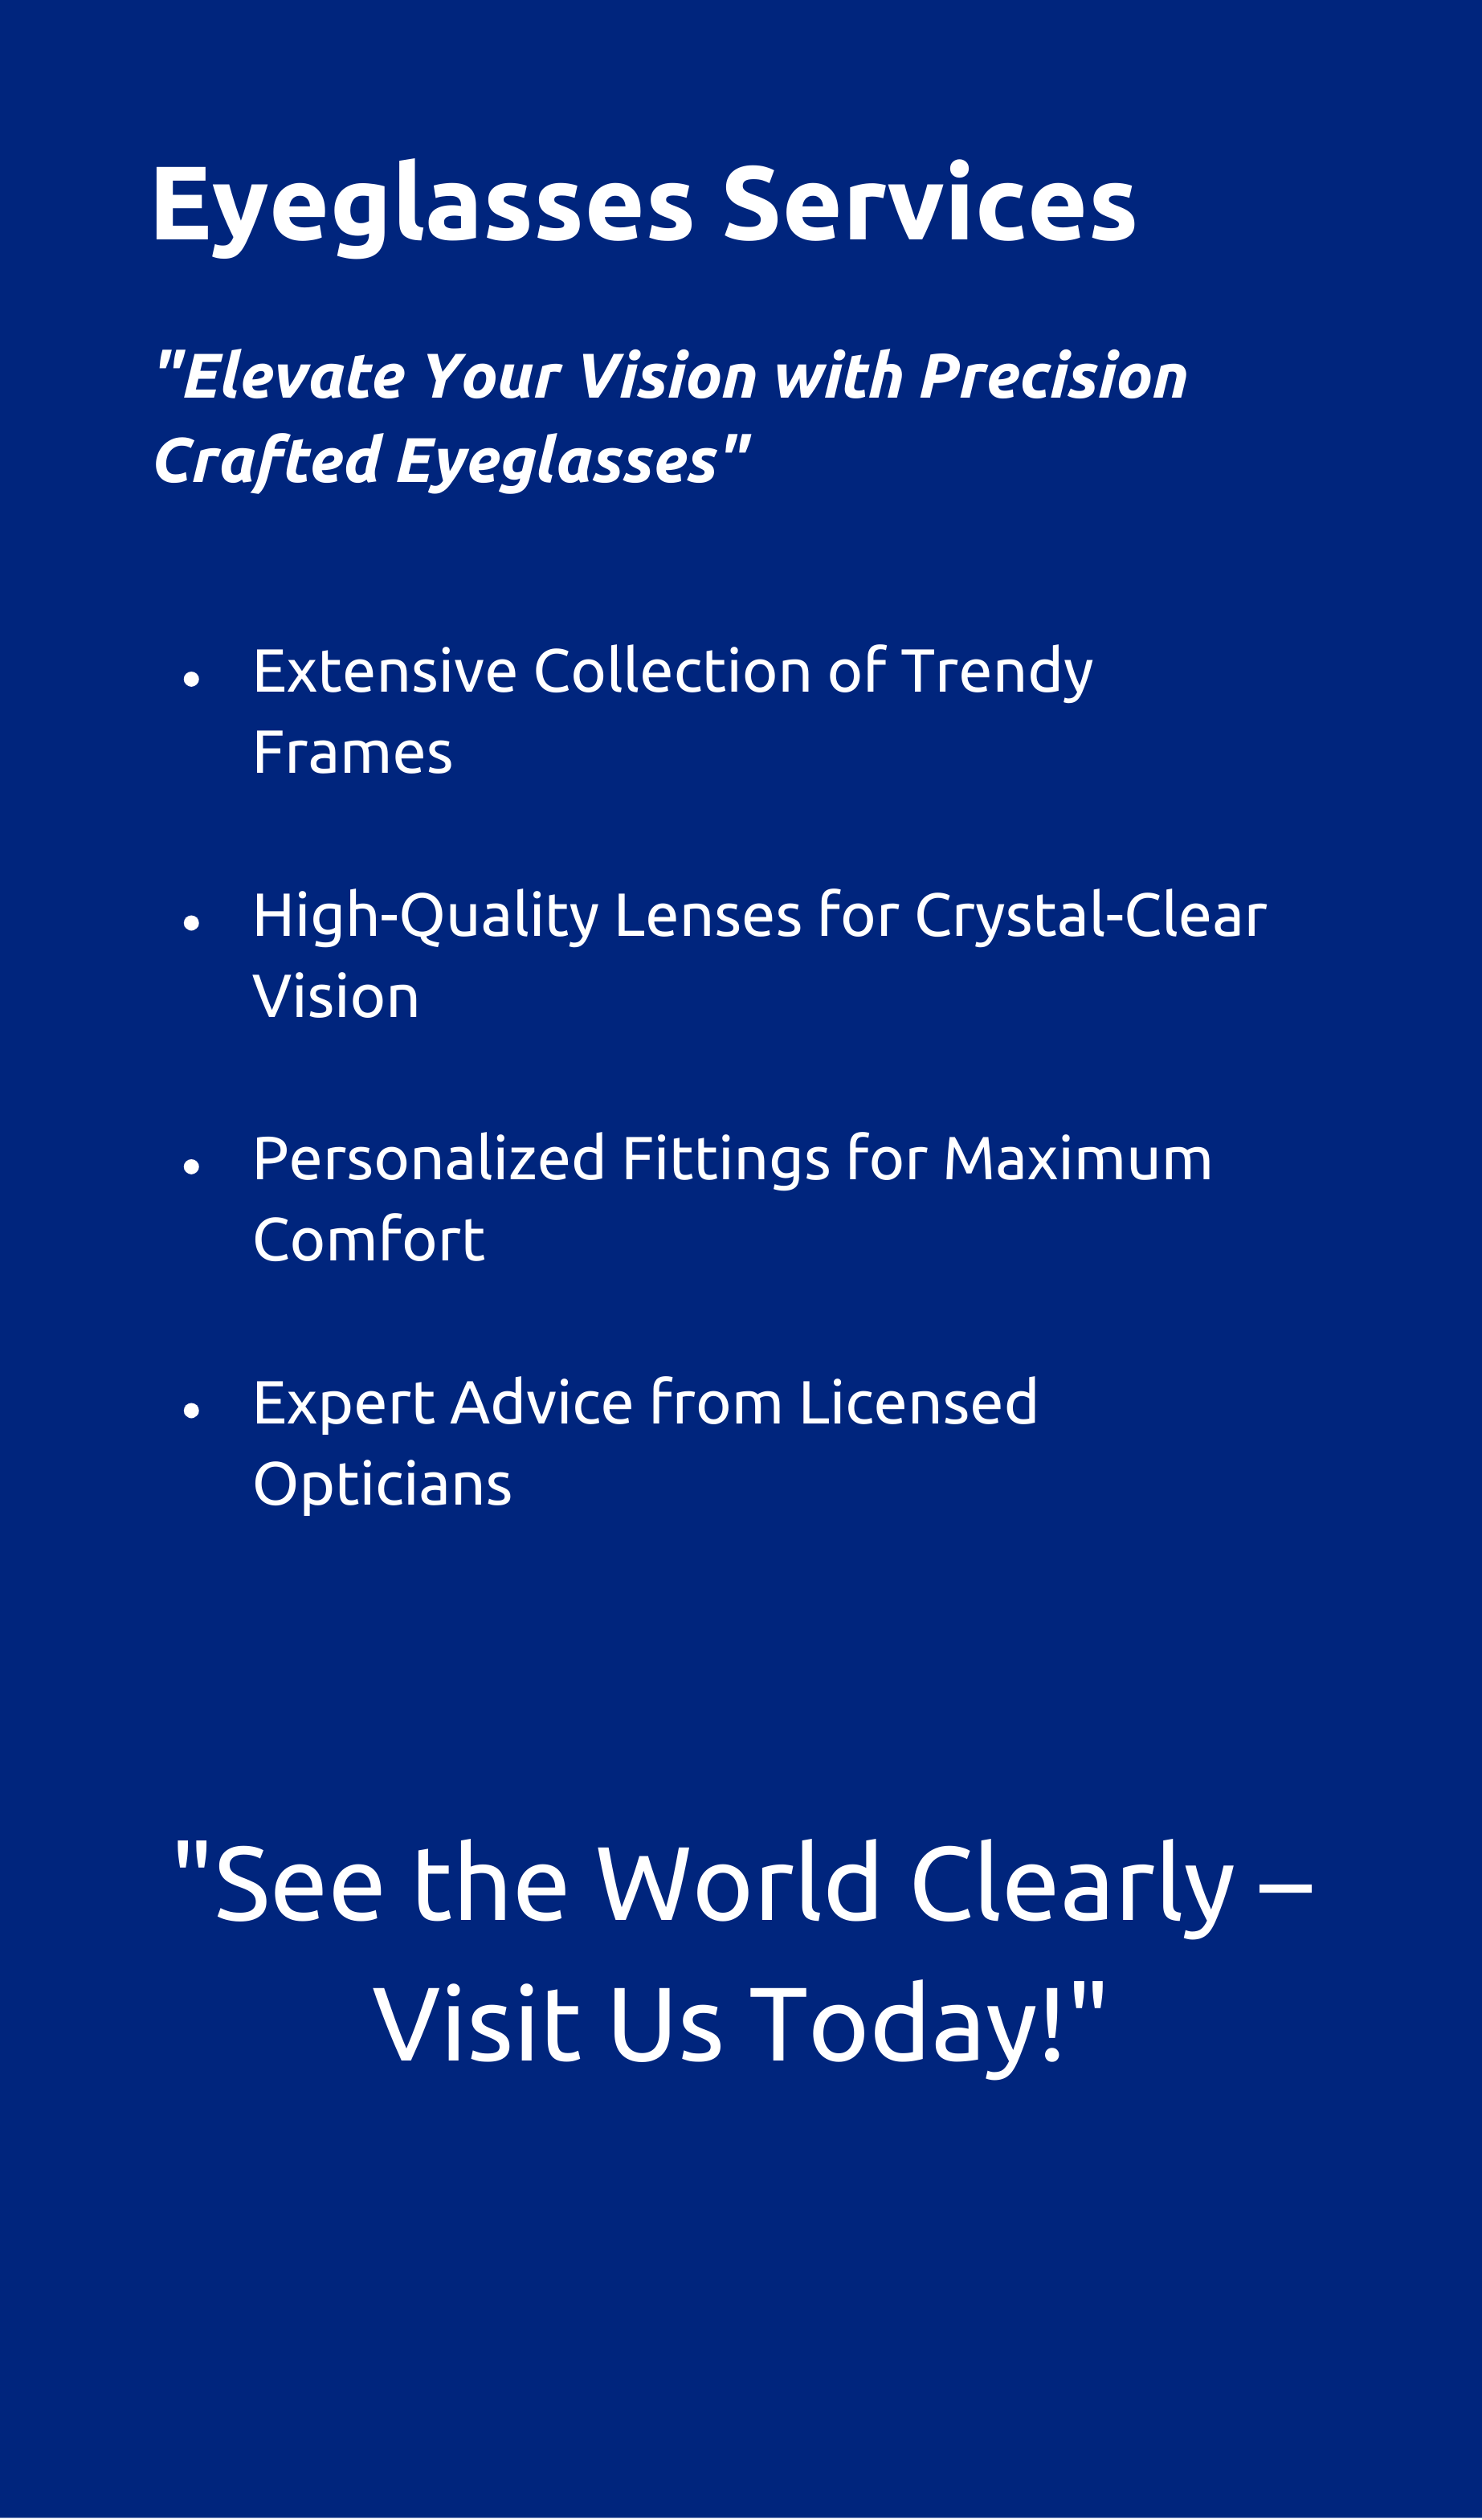 Eyeglasses Services
"Elevate Your Vision with Precision
Crafted Eyeglasses"
• Extensive Collection of Trendy
Frames
• High-Quality Lenses for Crystal-Clear
Vision
• Personalized Fittings for Maximum
Comfort
• Expert Advice from Licensed
Opticians
"See the World Clearly –
Visit Us Today!"